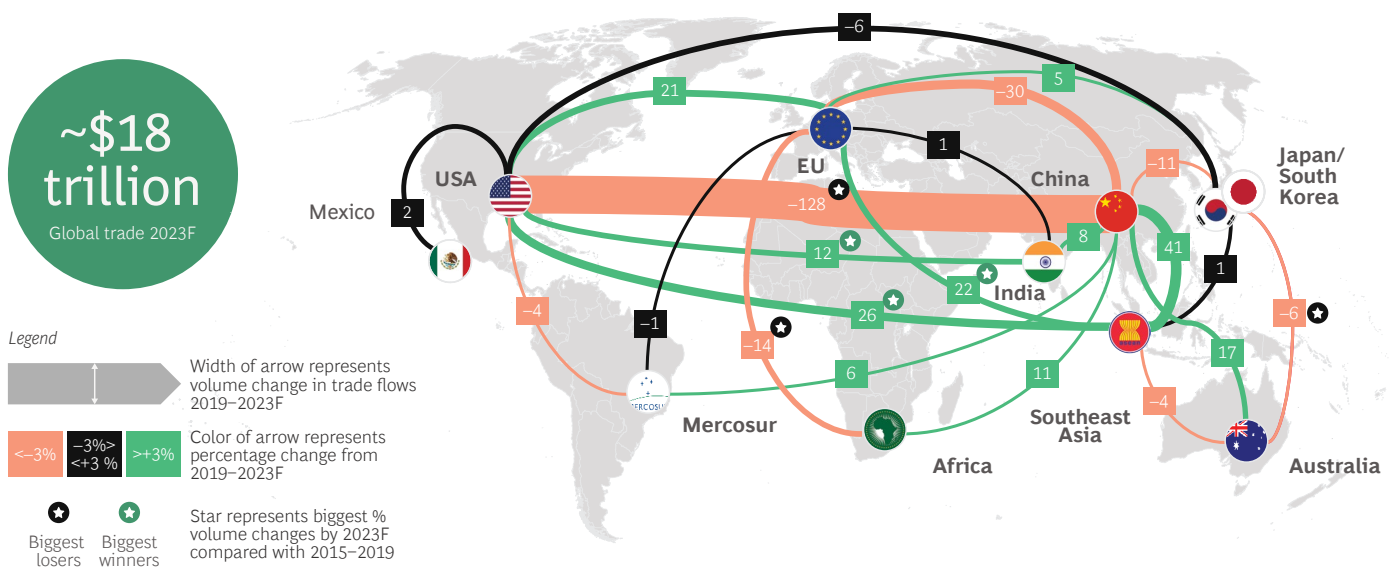 ~$18
trillion
Global trade 2023F
Legend
Width of arrow represents
volume change in trade flows
2019–2023F
<–3%
–3%>
<+3 %
>+3%
Color of arrow represents
percentage change from
2019–2023F
Biggest
losers
Biggest
winners
Star represents biggest %
volume changes by 2023F
compared with 2015–2019
–6
21
5
–30
USA
EU
1
China
–11
Japan/
South
Korea
Mexico
2
–128
8
41
12
1
22
India
–4
–1
26
–6
–14
17
6
11
–4
MERCOSUR
Mercosur
Southeast
Asia
Africa
Australia